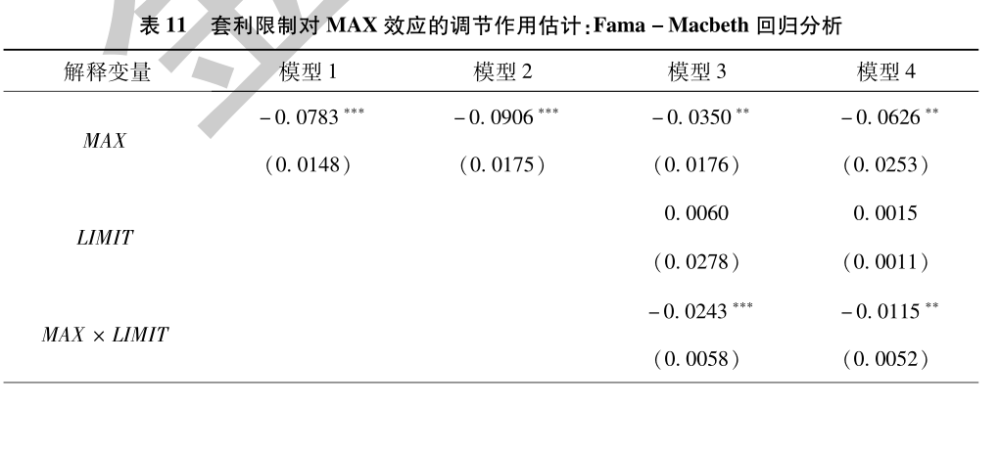 表 11 套利限制对 MAX 效应的调节作用估计:Fama－Macbeth 回归分析
解释变量 模型 1 模型 2 模型 3 模型 4
MAX -0.0783*** -0.0906*** -0.0350** -0.0626**
(0.0148) (0.0175) (0.0176) (0.0253)
LIMIT 0.0060 0.0015
(0.0278) (0.0011)
MAX × LIMIT -0.0243*** -0.0115**
(0.0058) (0.0052)